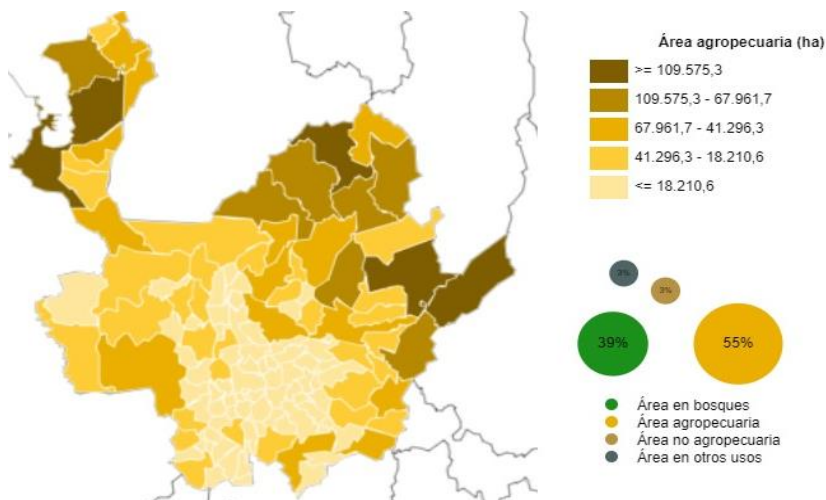 Área agropecuaria (ha)
>= 109.575,3
109.575,3 - 67.961,7
67.961,7 - 41.296,3
41.296,3 - 18.210,6
<= 18.210,6
3%
3%
39%
55%
Área en bosques
Área agropecuaria
Área no agropecuaria
Área en otros usos